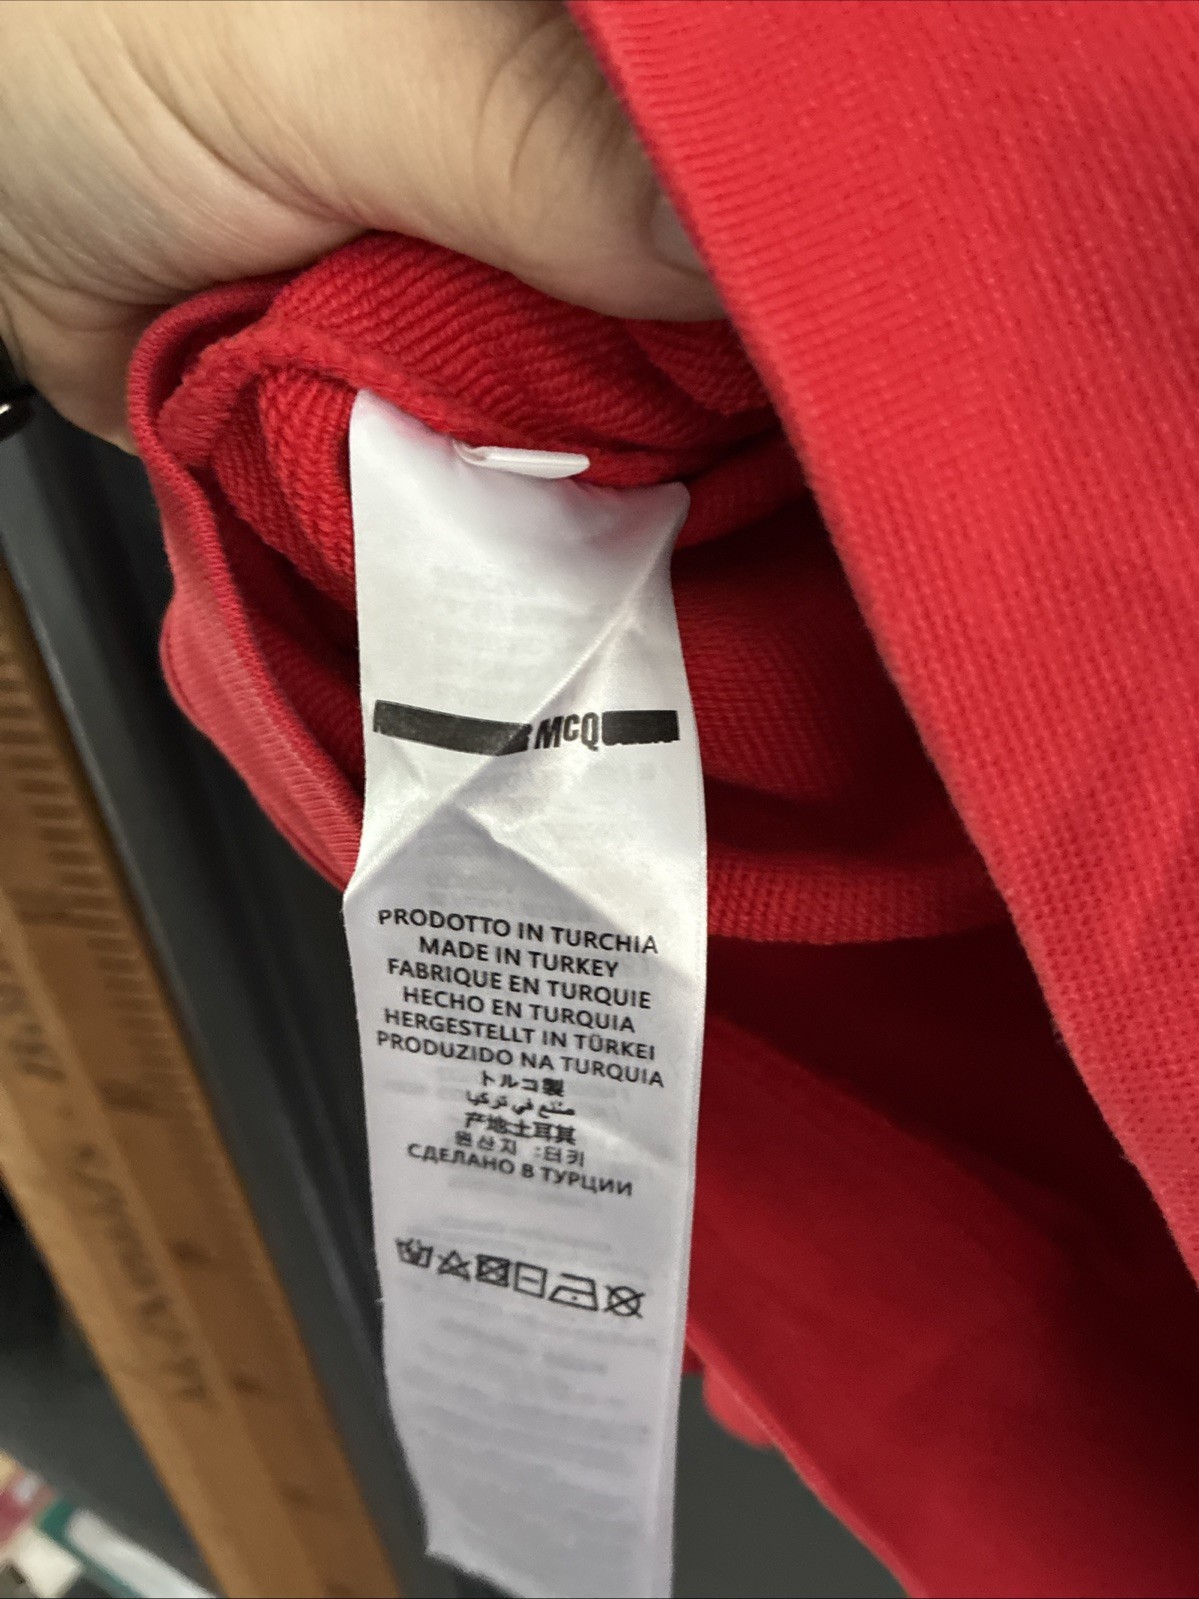 MCQ
PRODOTTO IN TURCHIA
MADE IN TURKEY
FABRIQUE EN TURQUIE
HECHO EN TURQUIA
HERGESTELLT IN TÜRKEI
PRODUZIDO NA TURQUIA
トルコ製
صنع في تركيا
产地土耳其
원산지 :터키
СДЕЛАНО В ТУРЦИИ